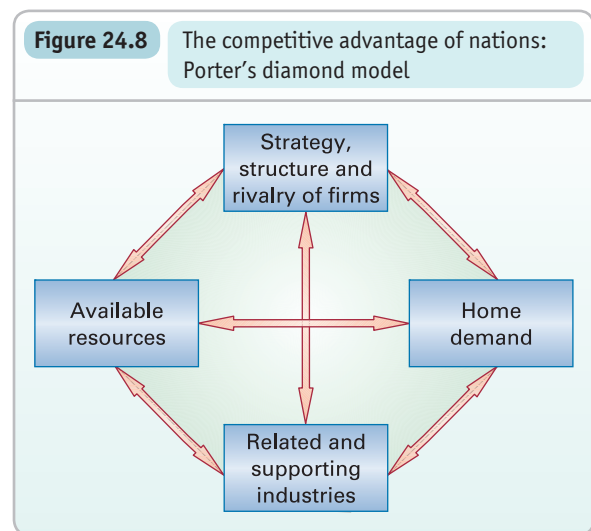 Figure 24.8
The competitive advantage of nations:
Porter's diamond model
Strategy,
structure and
rivalry of firms
Available
resources
Home
demand
Related and
supporting
industries